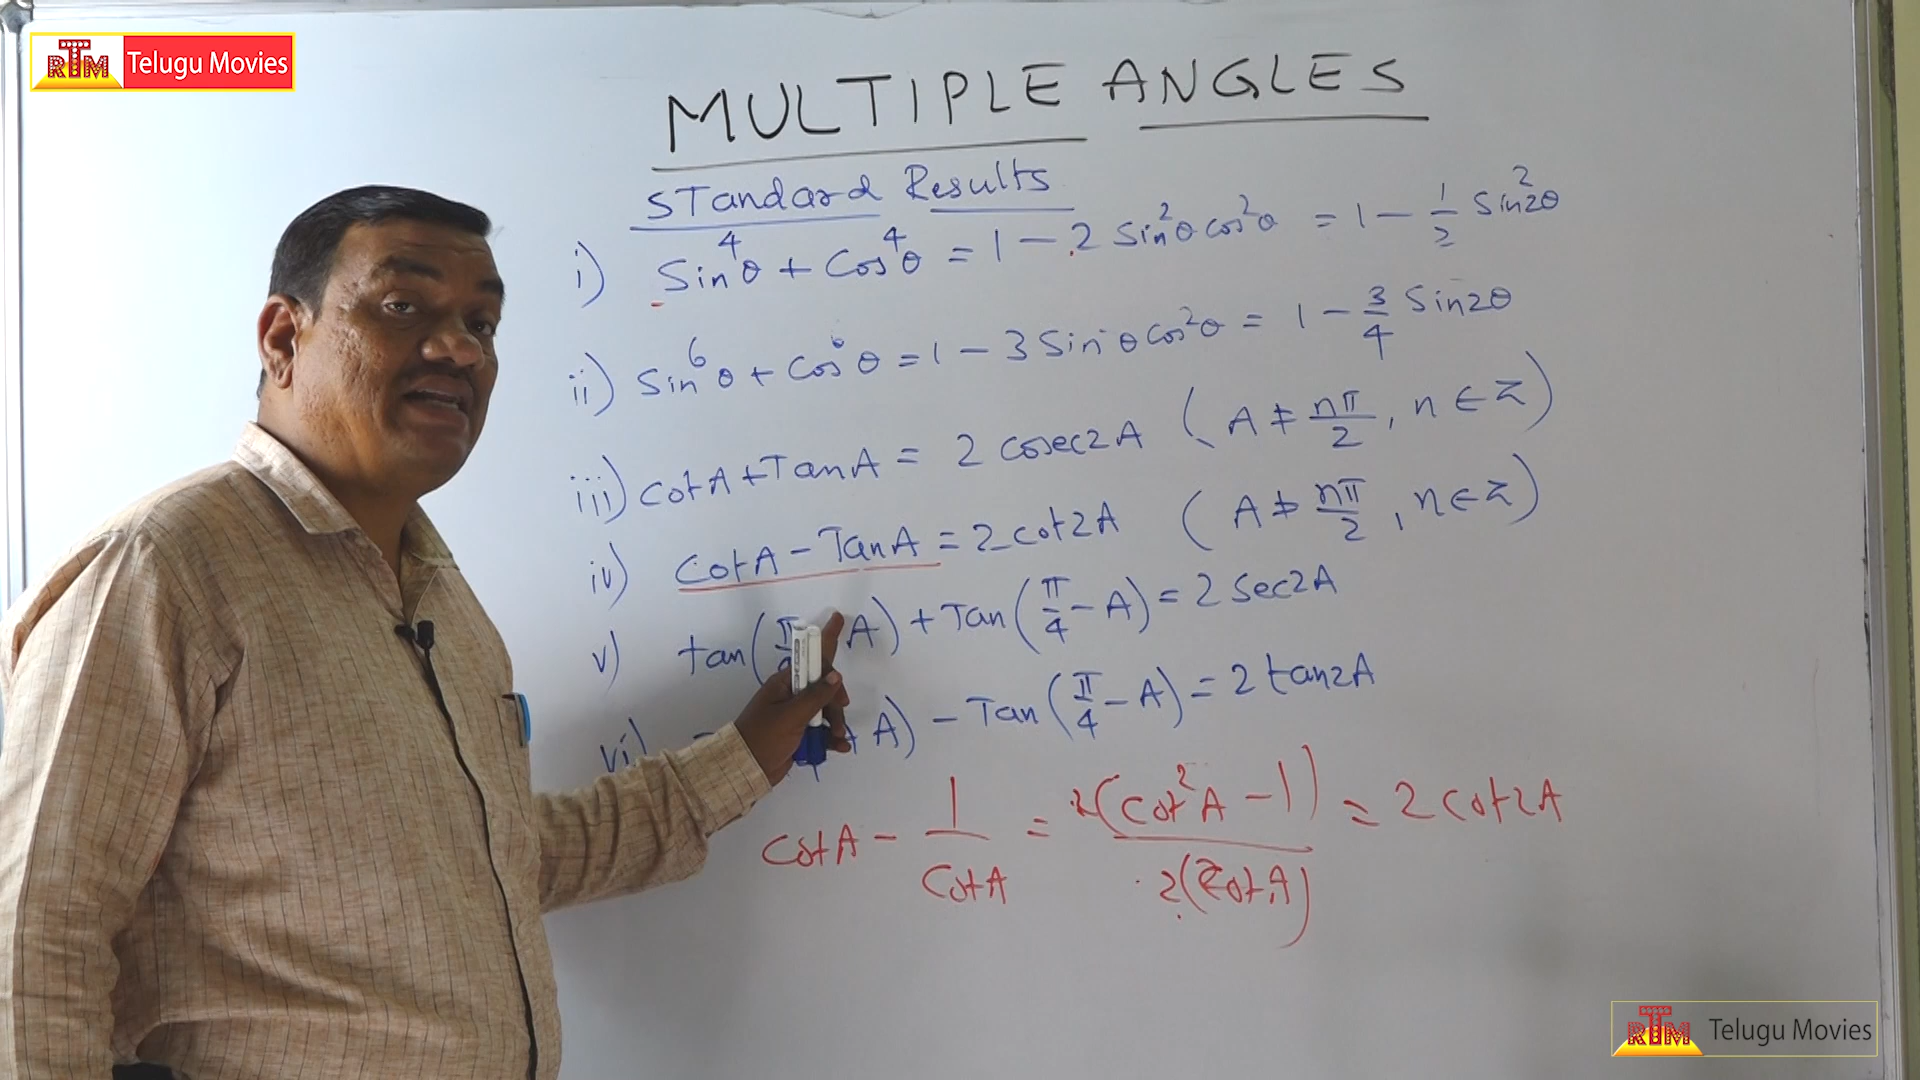 RTM Telugu Movies
MULTIPLE ANGLES
STandard Results
i) Sin⁴θ + Cos⁴θ = 1 - 2 Sin²θ cos²θ = 1 - 1/2 Sin²2θ
ii) Sin⁶θ + Cos⁶θ = 1 - 3 Sin θ cos²θ = 1 - 3/4 Sin2θ
iii) cotA + TanA = 2 cosec2A (A ≠ nπ/2, n ∈ Z)
iv) CotA - TanA = 2 cot2A (A ≠ nπ/2, n ∈ Z)
v) tan(π A) + Tan(π/4 - A) = 2 sec2A
vi) A) - Tan(π/4 - A) = 2 tan2A
CotA - 1/CotA = 2(Cot²A - 1)/2(CotA) = 2 cot2A
RTM Telugu Movies